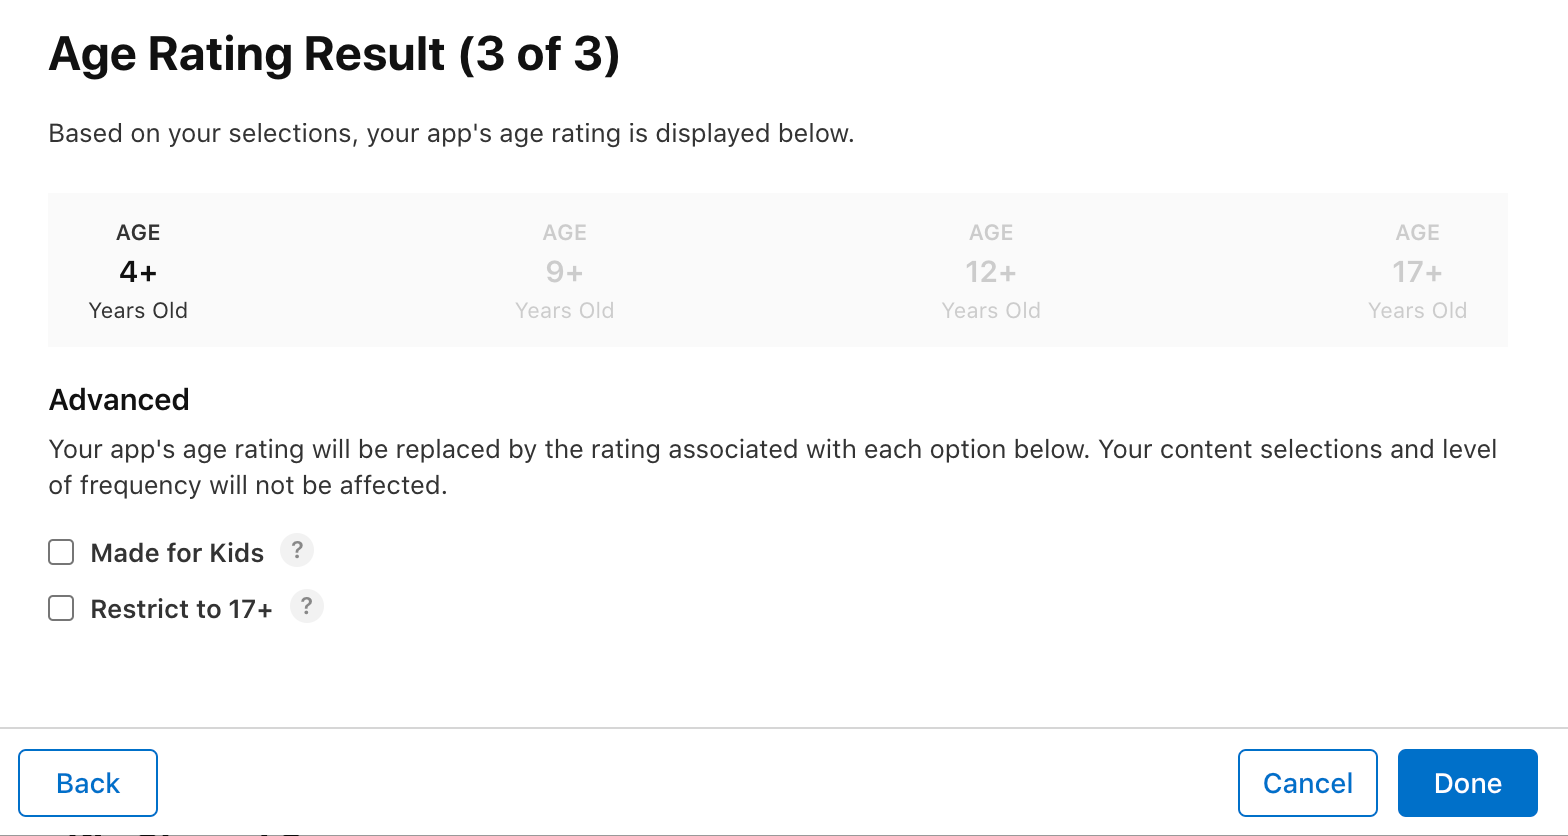 Age Rating Result (3 of 3)
Based on your selections, your app's age rating is displayed below.
AGE
4+
Years Old
AGE
9+
Years Old
AGE
12+
Years Old
AGE
17+
Years Old
Advanced
Your app's age rating will be replaced by the rating associated with each option below. Your content selections and level
of frequency will not be affected.
Made for Kids ?
Restrict to 17+ ?
Back
Cancel
Done